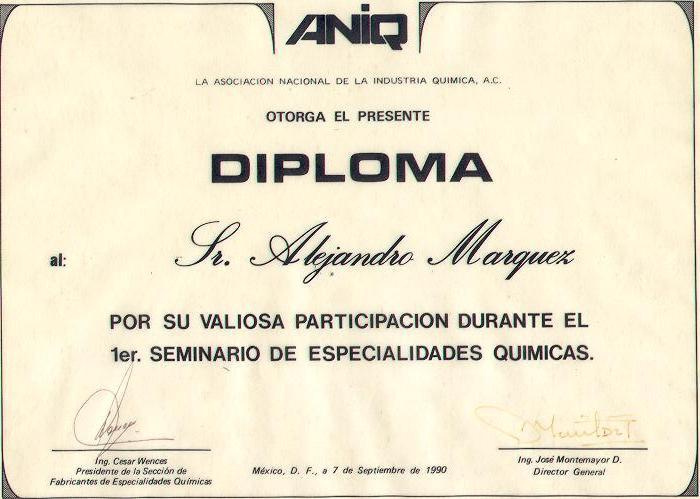 ANIQ
LA ASOCIACION NACIONAL DE LA INDUSTRIA QUIMICA, A.C.
OTORGA EL PRESENTE
DIPLOMA
al: Sr. Alejandro Marquez
POR SU VALIOSA PARTICIPACION DURANTE EL
1er. SEMINARIO DE ESPECIALIDADES QUIMICAS.
Ing. Cesar Wences
Presidente de la Sección de
Fabricantes de Especialidades Químicas
México, D. F., a 7 de Septiembre de 1990
Ing. José Montemayor D.
Director General